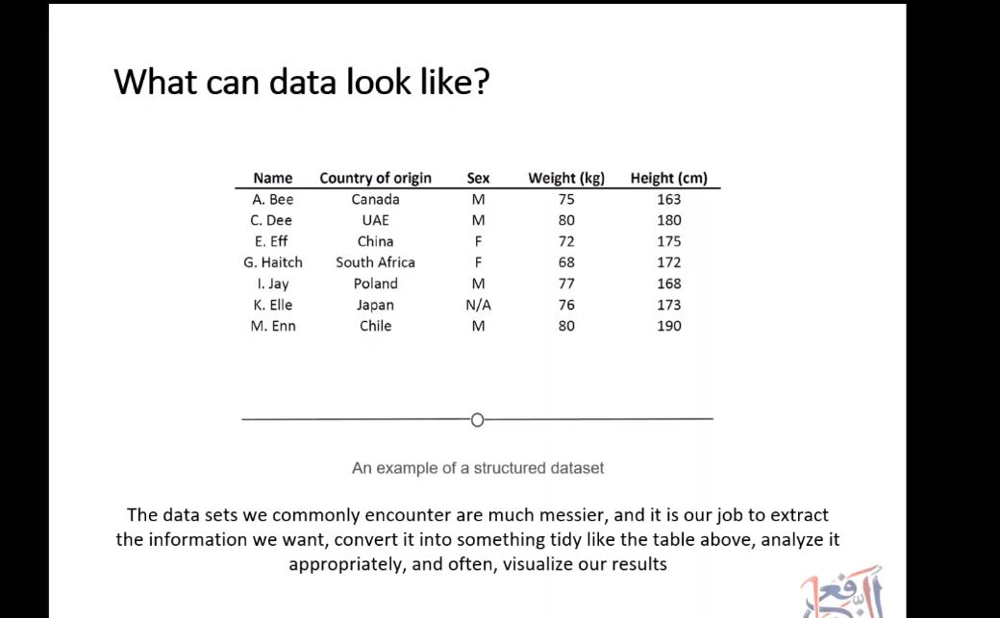 What can data look like?
Name Country of origin Sex Weight (kg) Height (cm)
A. Bee Canada M 75 163
C. Dee UAE M 80 180
E. Eff China F 72 175
G. Haitch South Africa F 68 172
I. Jay Poland M 77 168
K. Elle Japan N/A 76 173
M. Enn Chile M 80 190
An example of a structured dataset
The data sets we commonly encounter are much messier, and it is our job to extract
the information we want, convert it into something tidy like the table above, analyze it
appropriately, and often, visualize our results